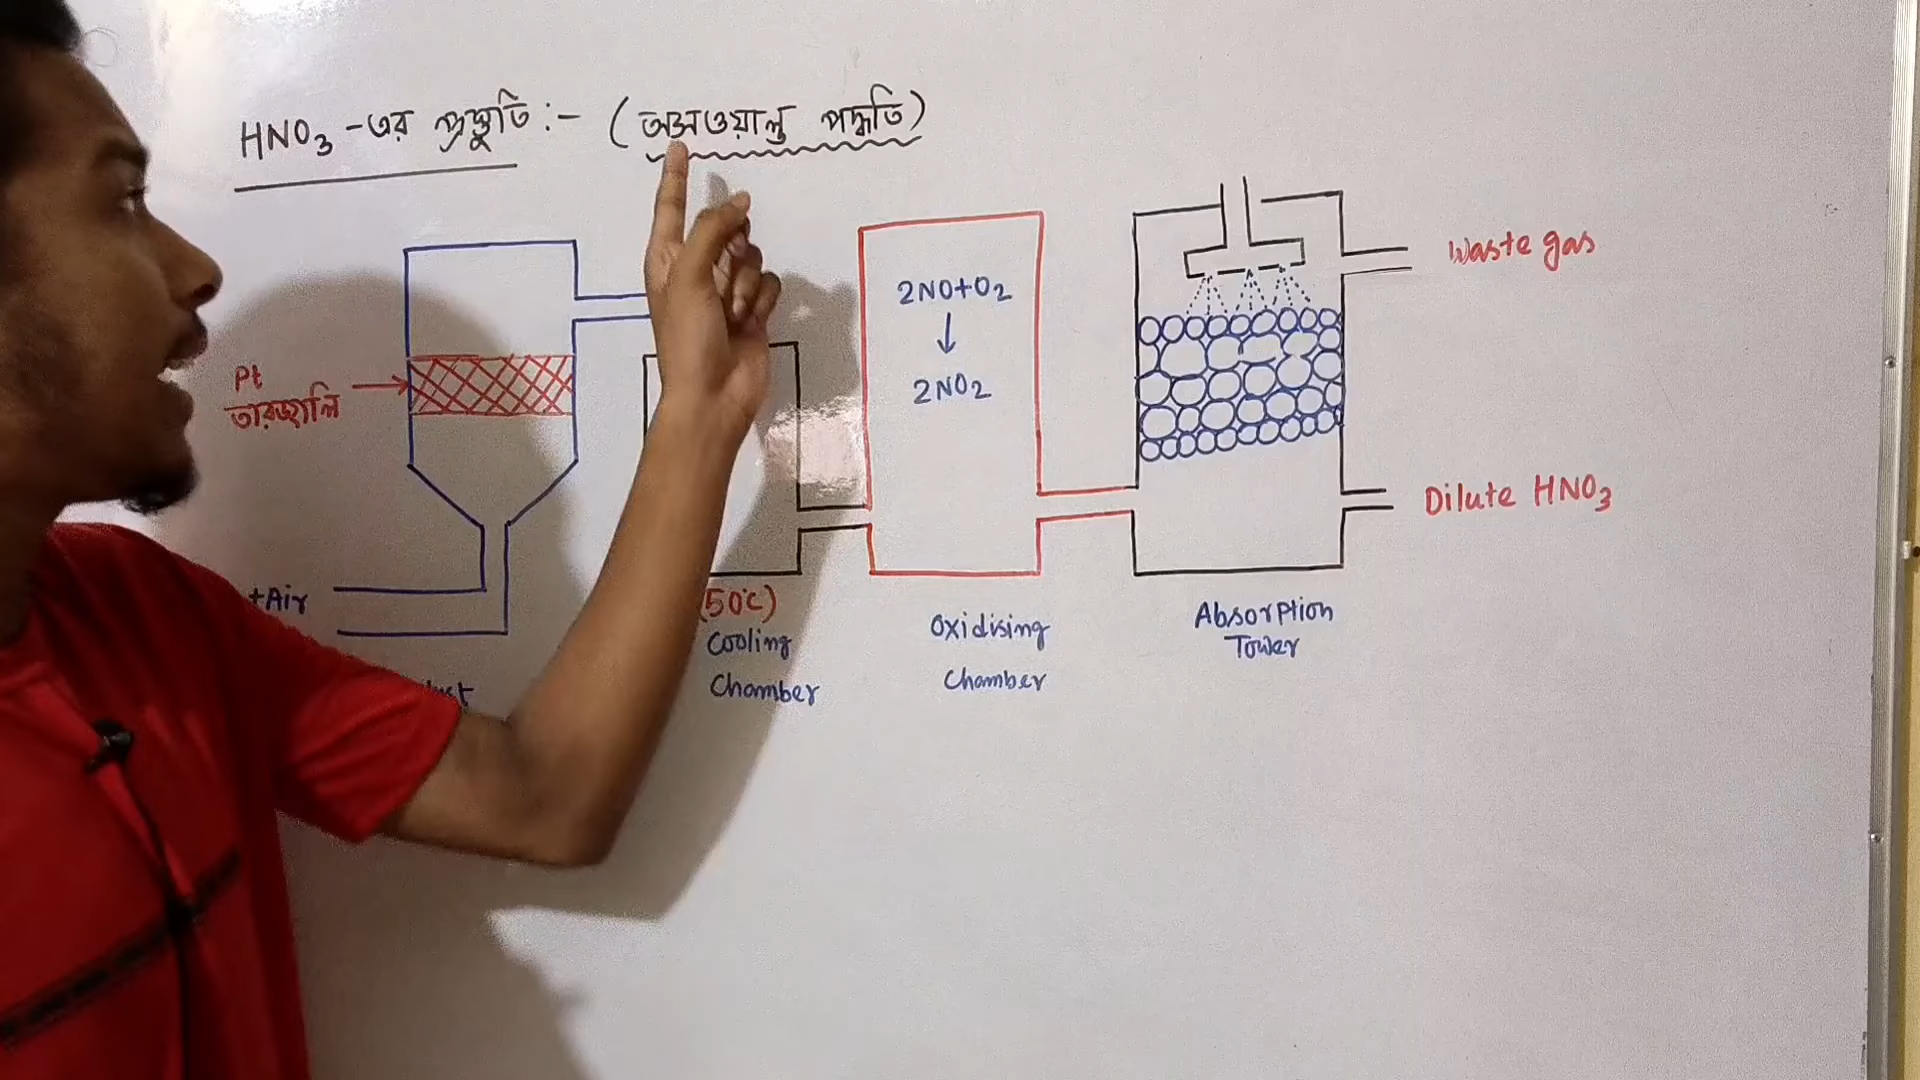 HNO3 -এর প্রস্তুতি :- (অসওয়াল্ড পদ্ধতি)
Waste gas
2NO+O2
↓
2NO2
Pt
তারজালি
Dilute HNO3
+Air
(50°C)
Cooling
Chamber
Oxidising
Chamber
Absorption
Tower